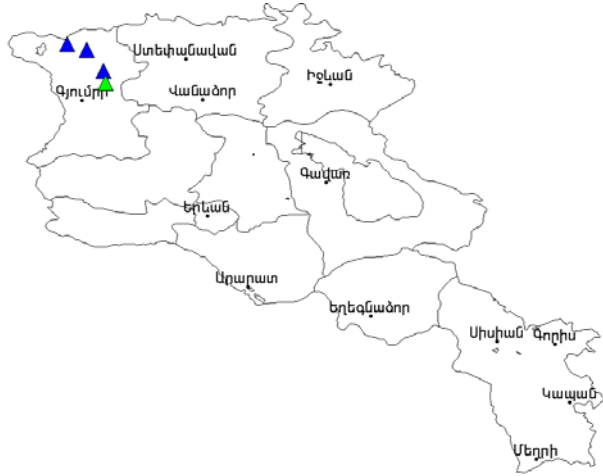 Ստեփանավան
Իջևան
Գյումրի
Վանաձոր
Գավառ
Երևան
Արարատ
Եղեգնաձոր
Սիսիան
Գորիս
Կապան
Մեղրի